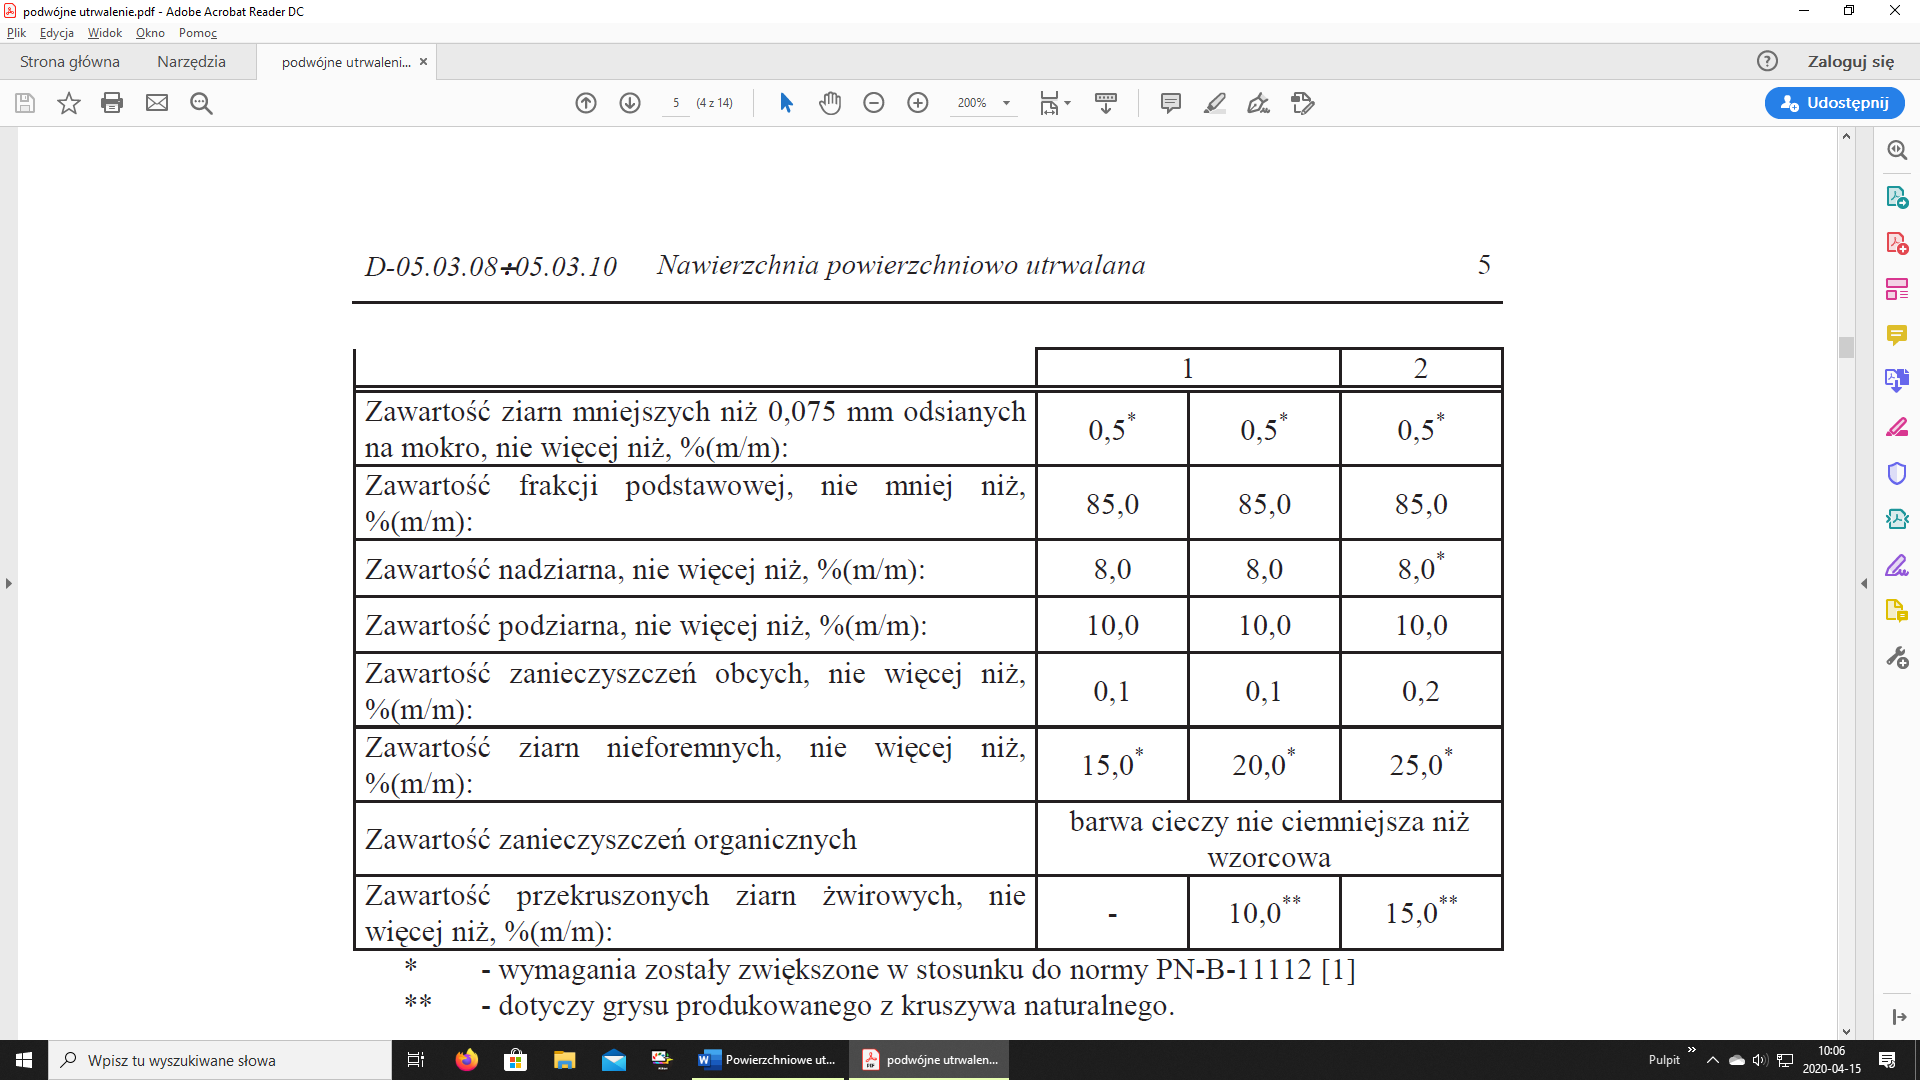 podwójne utrwalenie.pdf - Adobe Acrobat Reader DC
Plik Edycja Widok Okno Pomoc
Strona główna Narzędzia podwójne utrwaleni... × Zaloguj się
5 (4 z 14) 200% Udostępnij
D-05.03.08÷05.03.10 Nawierzchnia powierzchniowo utrwalana 5
1 2
Zawartość ziarn mniejszych niż 0,075 mm odsianych
na mokro, nie więcej niż, %(m/m):
0,5* 0,5* 0,5*
Zawartość frakcji podstawowej, nie mniej niż,
%(m/m):
85,0 85,0 85,0
Zawartość nadziarna, nie więcej niż, %(m/m): 8,0 8,0 8,0*
Zawartość podziarna, nie więcej niż, %(m/m): 10,0 10,0 10,0
Zawartość zanieczyszczeń obcych, nie więcej niż,
%(m/m):
0,1 0,1 0,2
Zawartość ziarn nieforemnych, nie więcej niż,
%(m/m):
15,0* 20,0* 25,0*
Zawartość zanieczyszczeń organicznych
barwa cieczy nie ciemniejsza niż
wzorcowa
Zawartość przekruszonych ziarn żwirowych, nie
więcej niż, %(m/m):
- 10,0** 15,0**
* - wymagania zostały zwiększone w stosunku do normy PN-B-11112 [1]
** - dotyczy grysu produkowanego z kruszywa naturalnego.
Wpisz tu wyszukiwane słowa Powierzchniowe ut... podwójne utrwalen... Pulpit » 10:06
2020-04-15